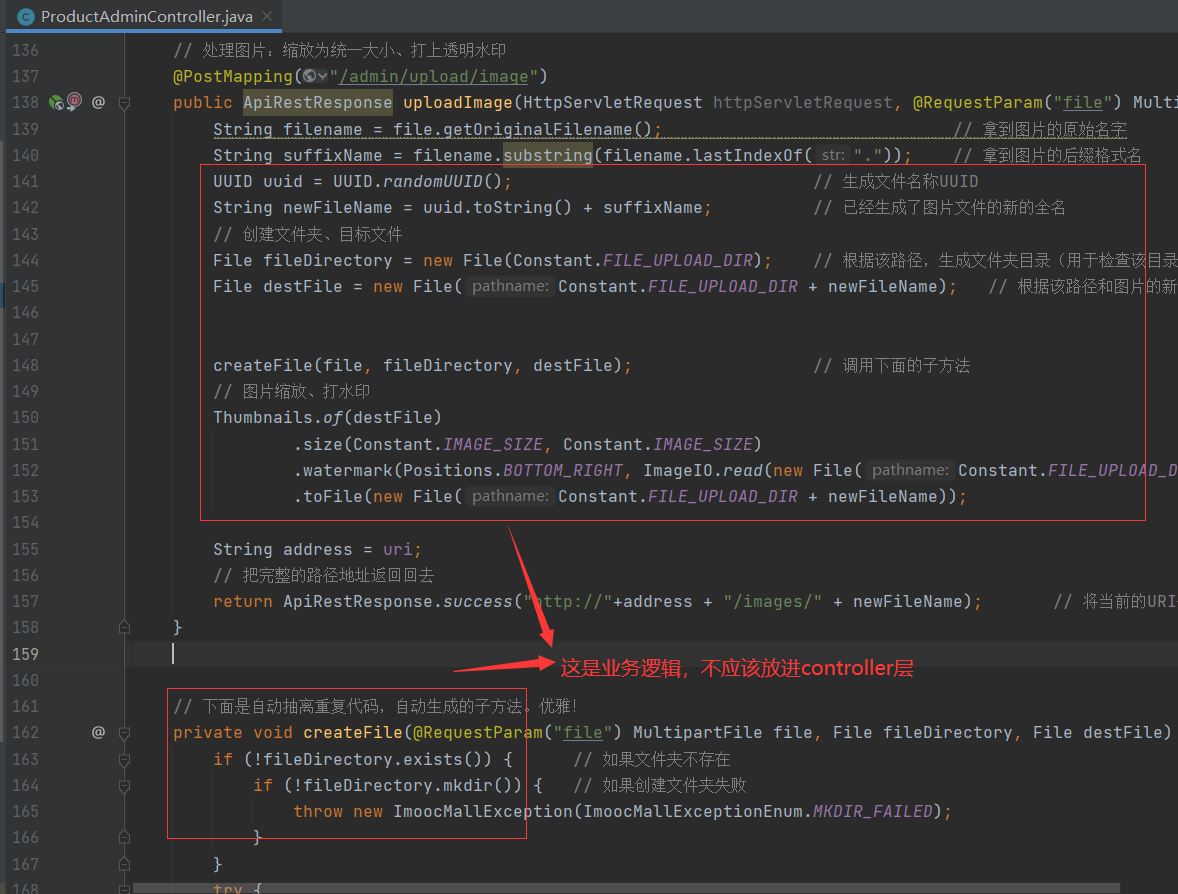 ProductAdminController.java
136 // 处理图片：缩放为统一大小、打上透明水印
137 @PostMapping("/admin/upload/image")
138 public ApiRestResponse uploadImage(HttpServletRequest httpServletRequest, @RequestParam("file") Multi
139 String filename = file.getOriginalFilename(); // 拿到图片的原始名字
140 String suffixName = filename.substring(filename.lastIndexOf( str: ".")); // 拿到图片的后缀格式名
141 UUID uuid = UUID.randomUUID(); // 生成文件名称UUID
142 String newFileName = uuid.toString() + suffixName; // 已经生成了图片文件的新的全名
143 // 创建文件夹、目标文件
144 File fileDirectory = new File(Constant.FILE_UPLOAD_DIR); // 根据该路径，生成文件夹目录（用于检查该目录
145 File destFile = new File( pathname: Constant.FILE_UPLOAD_DIR + newFileName); // 根据该路径和图片的新
146
147
148 createFile(file, fileDirectory, destFile); // 调用下面的子方法
149 // 图片缩放、打水印
150 Thumbnails.of(destFile)
151 .size(Constant.IMAGE_SIZE, Constant.IMAGE_SIZE)
152 .watermark(Positions.BOTTOM_RIGHT, ImageIO.read(new File( pathname: Constant.FILE_UPLOAD_D
153 .toFile(new File( pathname: Constant.FILE_UPLOAD_DIR + newFileName));
154
155 String address = uri;
156 // 把完整的路径地址返回回去
157 return ApiRestResponse.success("http://"+address + "/images/" + newFileName); // 将当前的URI
158 }
159
这是业务逻辑，不应该放进controller层
160
161 // 下面是自动抽离重复代码，自动生成的子方法。优雅！
162 private void createFile(@RequestParam("file") MultipartFile file, File fileDirectory, File destFile)
163 if (!fileDirectory.exists()) { // 如果文件夹不存在
164 if (!fileDirectory.mkdir()) { // 如果创建文件夹失败
165 throw new ImoocMallException(ImoocMallExceptionEnum.MKDIR_FAILED);
166 }
167 }
168 try {